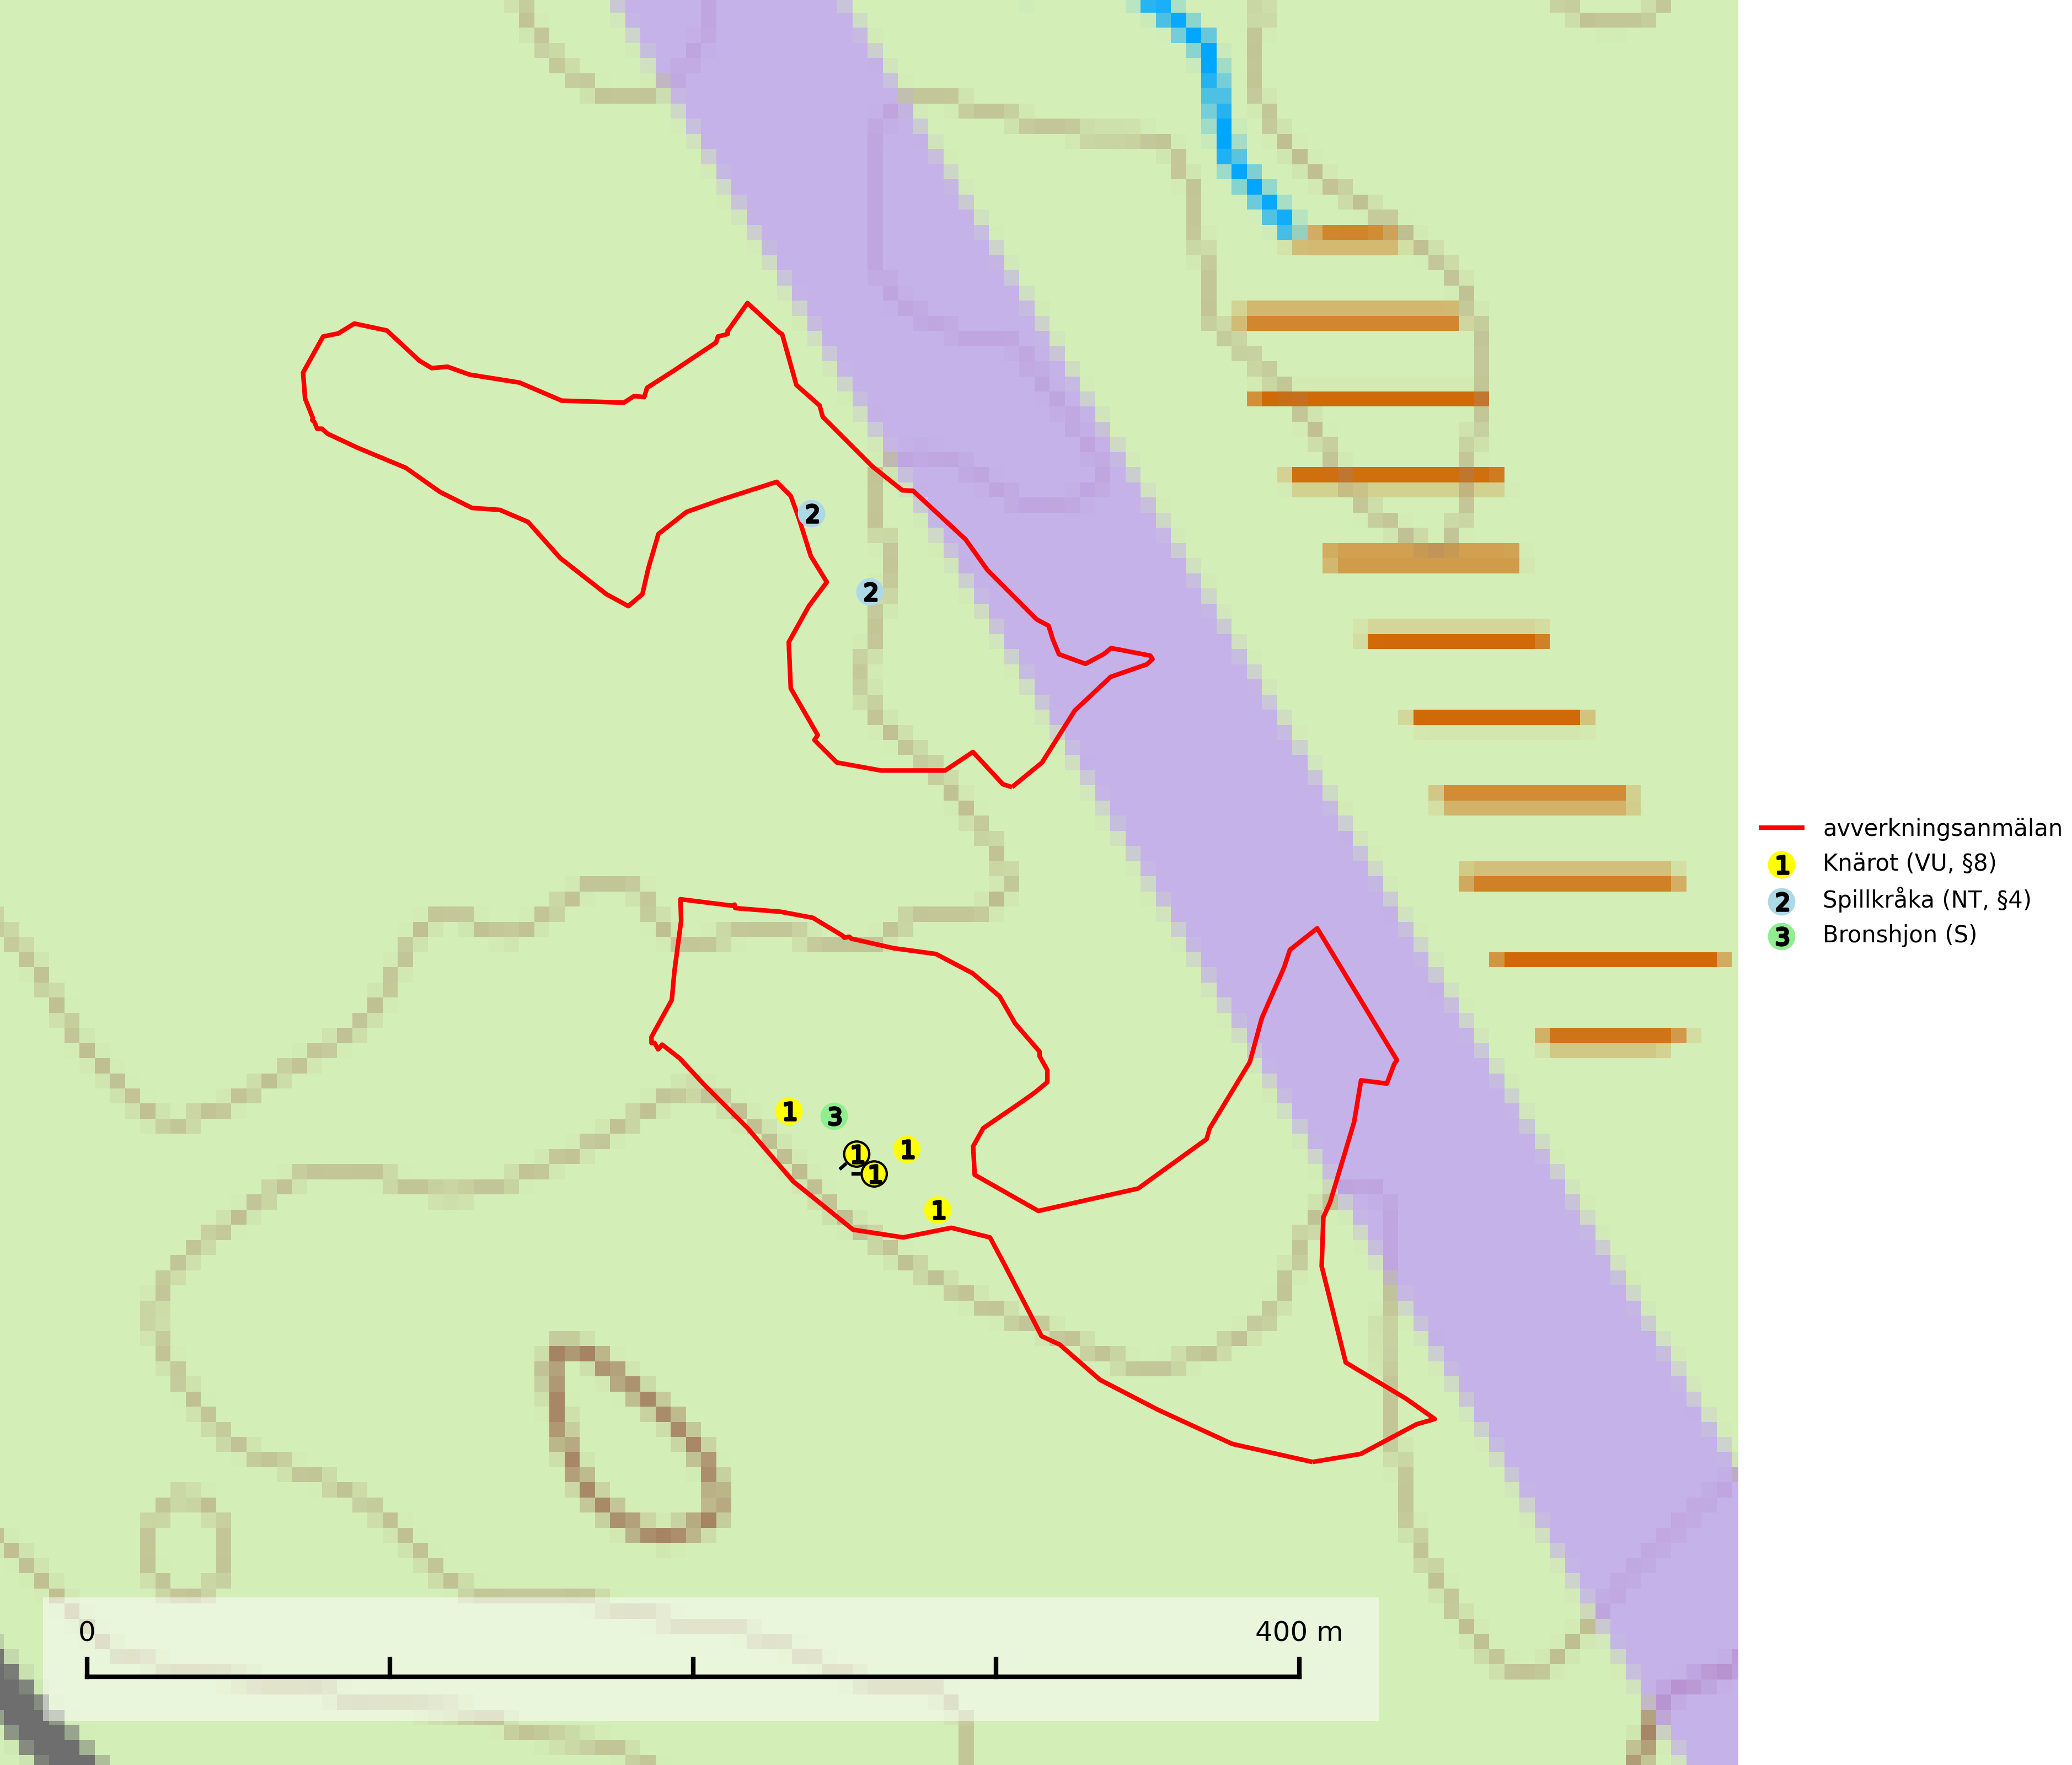 2
2
avverkningsanmälan
1 Knärot (VU, §8)
2 Spillkråka (NT, §4)
3 Bronshjon (S)
1 3
1 1
1
1
0 400 m